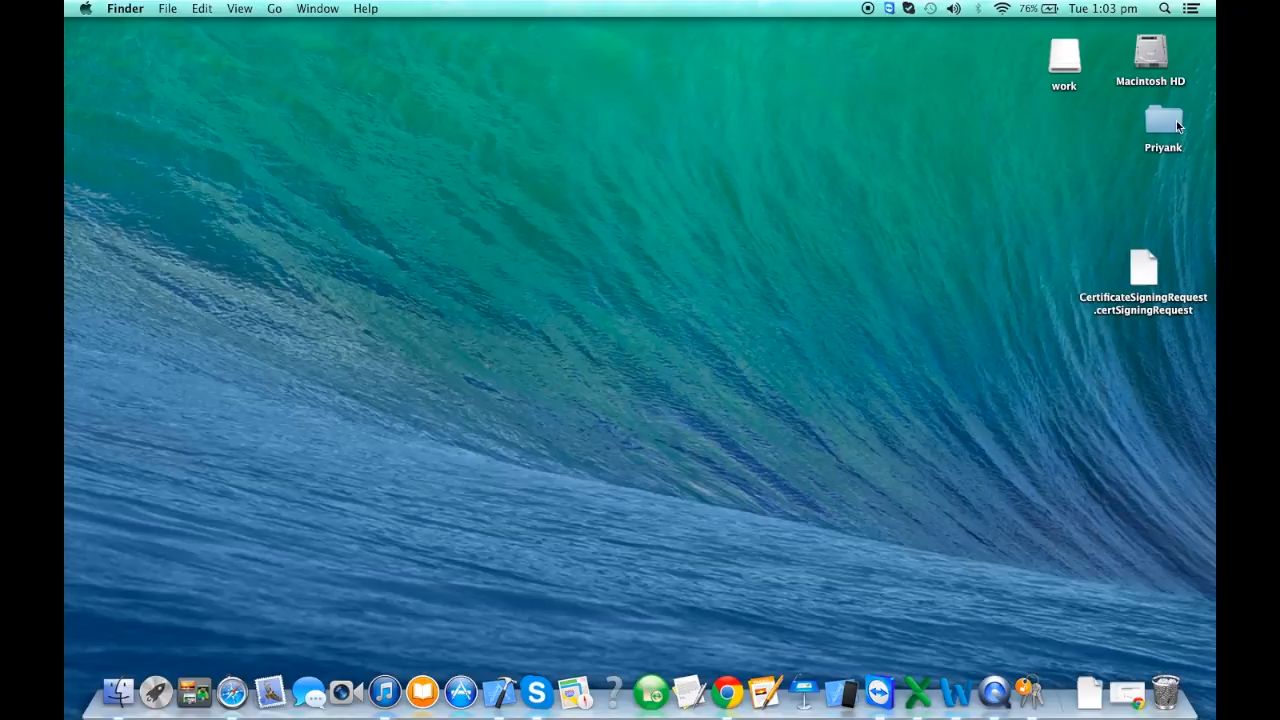 Finder File Edit View Go Window Help 76% Tue 1:03 pm
work
Macintosh HD
Priyank
CertificateSigningRequest
.certSigningRequest